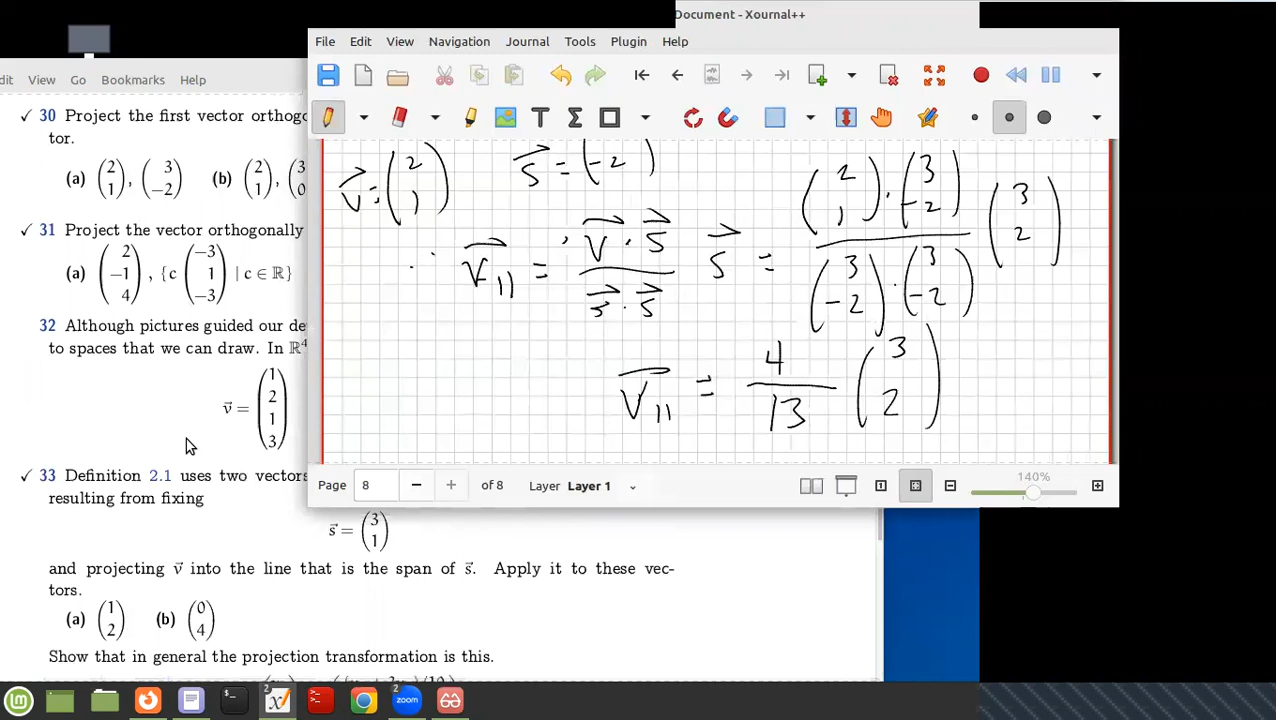 Document - Xournal++
File Edit View Navigation Journal Tools Plugin Help
View Go Bookmarks Help
✓ 30 Project the first vector orthogo
tor.
(a) (2 1), (3 −2) (b) (2 1), (3 0
✓ 31 Project the vector orthogonally
(a) (2 −1 4), {c (−3 1 −3) | c ∈ ℝ}
32 Although pictures guided our de
to spaces that we can draw. In ℝ⁴
v⃗ = (1 2 1 3)
✓ 33 Definition 2.1 uses two vectors
resulting from fixing
s⃗ = (3 1)
and projecting v⃗ into the line that is the span of s⃗. Apply it to these vec-
tors.
(a) (1 2) (b) (0 4)
Show that in general the projection transformation is this.
v⃗ = (2 1) s⃗ = ( −2)
v⃗∥ = (v⃗ · s⃗)/(s⃗ · s⃗) s⃗ = ((2 1) · (3 −2))/((3 −2) · (3 −2)) (3 2)
v⃗∥ = 4/13 (3 2)
Page 8 of 8 Layer Layer 1 140%